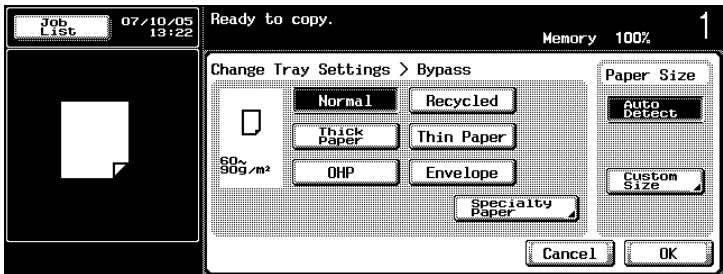 Job
List
07/10/05
13:22
Ready to copy.
Memory 100%
1
Change Tray Settings > Bypass
Paper Size
Normal
Recycled
Auto
Detect
Thick
Paper
Thin Paper
60~
90g/m²
OHP
Envelope
Custom
Size
Specialty
Paper
Cancel
OK